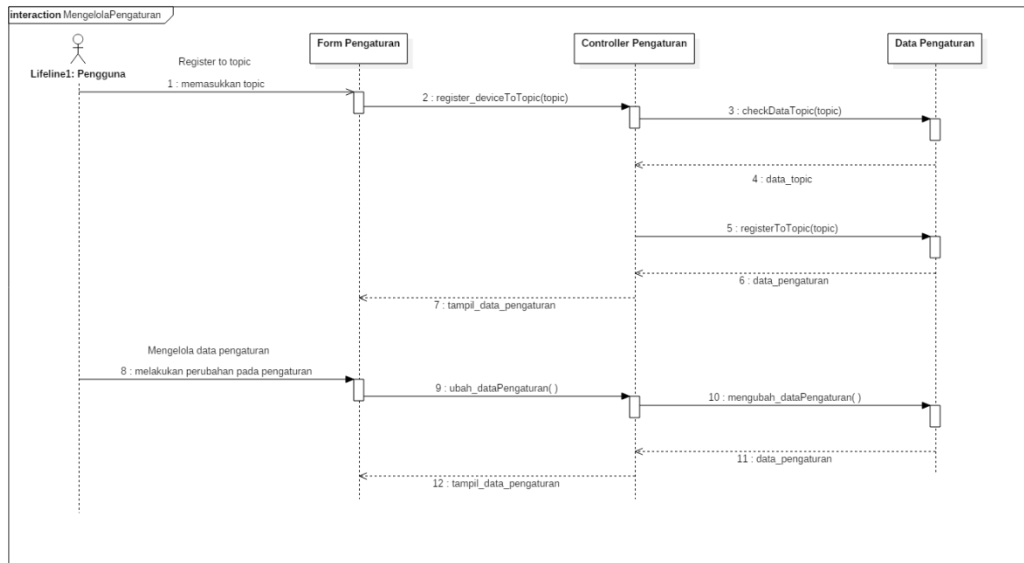 interaction MengelolaPengaturan
Form Pengaturan
Controller Pengaturan
Data Pengaturan
Lifeline1: Pengguna
Register to topic
1 : memasukkan topic
2 : register_deviceToTopic(topic)
3 : checkDataTopic(topic)
4 : data_topic
5 : registerToTopic(topic)
6 : data_pengaturan
7 : tampil_data_pengaturan
Mengelola data pengaturan
8 : melakukan perubahan pada pengaturan
9 : ubah_dataPengaturan( )
10 : mengubah_dataPengaturan( )
11 : data_pengaturan
12 : tampil_data_pengaturan